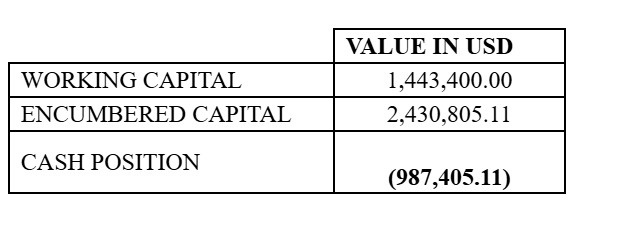 VALUE IN USD
WORKING CAPITAL 1,443,400.00
ENCUMBERED CAPITAL 2,430,805.11
CASH POSITION
(987,405.11)